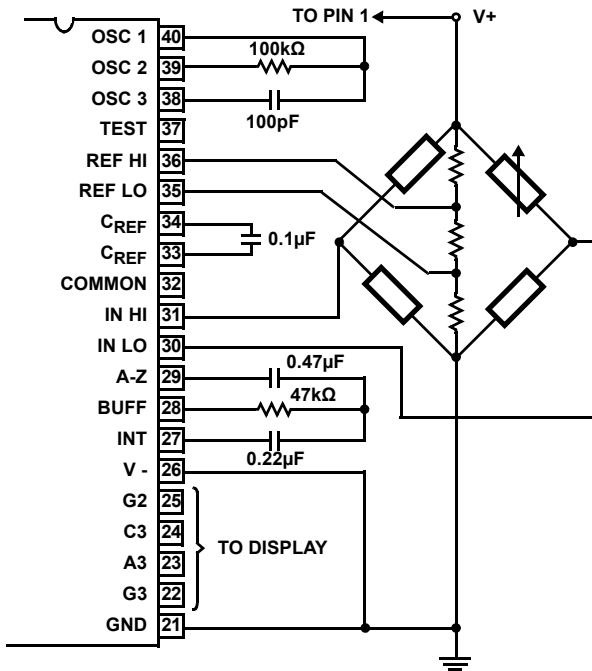 TO PIN 1 V+
OSC 1 40
100kΩ
OSC 2 39
OSC 3 38
100pF
TEST 37
REF HI 36
REF LO 35
CREF 34
0.1µF
CREF 33
COMMON 32
IN HI 31
IN LO 30
0.47µF
A-Z 29
47kΩ
BUFF 28
INT 27
0.22µF
V - 26
G2 25
C3 24
TO DISPLAY
A3 23
G3 22
GND 21